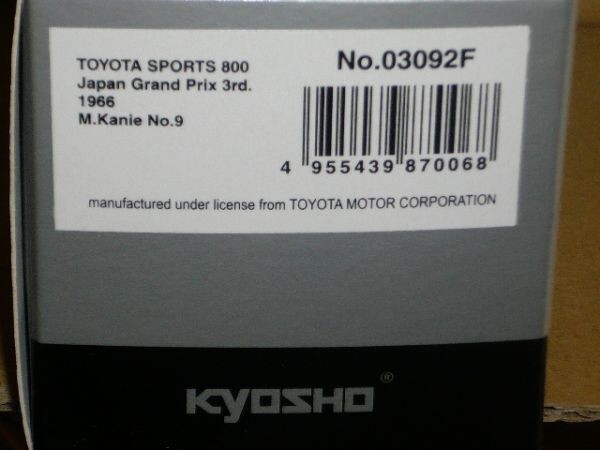 TOYOTA SPORTS 800
Japan Grand Prix 3rd.
1966
M.Kanie No.9
No.03092F
4 955439 870068
manufactured under license from TOYOTA MOTOR CORPORATION
KYOSHO®